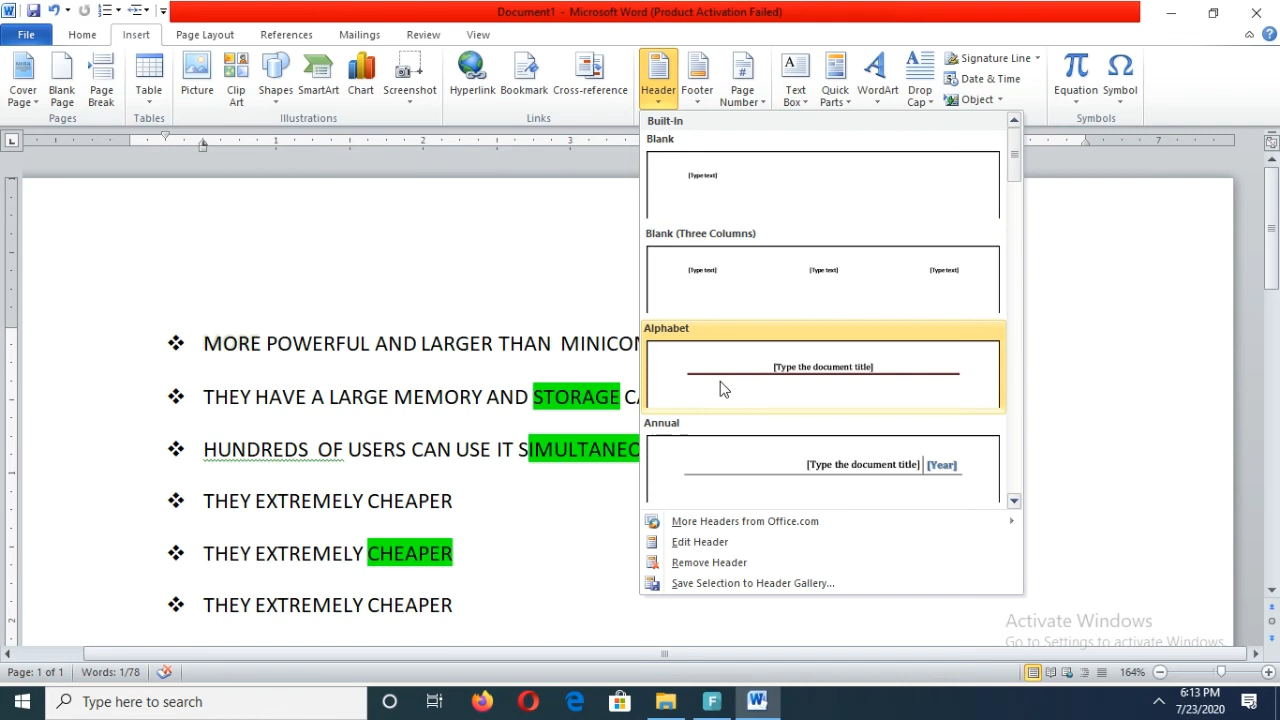 Document1 - Microsoft Word (Product Activation Failed)
File Home Insert Page Layout References Mailings Review View
Cover Page Blank Page Page Break Table Picture Clip Art Shapes SmartArt Chart Screenshot Hyperlink Bookmark Cross-reference Header Footer Page Number Text Box Quick Parts WordArt Drop Cap Signature Line Date & Time Object Equation Symbol
Pages Tables Illustrations Links Symbols
1 2 3 7
Built-In
Blank
[Type text]
Blank (Three Columns)
[Type text] [Type text] [Type text]
Alphabet
[Type the document title]
Annual
[Type the document title] [Year]
More Headers from Office.com
Edit Header
Remove Header
Save Selection to Header Gallery...
❖ MORE POWERFUL AND LARGER THAN MINICO
❖ THEY HAVE A LARGE MEMORY AND STORAGE CA
❖ HUNDREDS OF USERS CAN USE IT SIMULTANEO
❖ THEY EXTREMELY CHEAPER
❖ THEY EXTREMELY CHEAPER
❖ THEY EXTREMELY CHEAPER
Activate Windows
Go to Settings to activate Windows.
Page: 1 of 1 Words: 1/78 164%
Type here to search
6:13 PM
7/23/2020